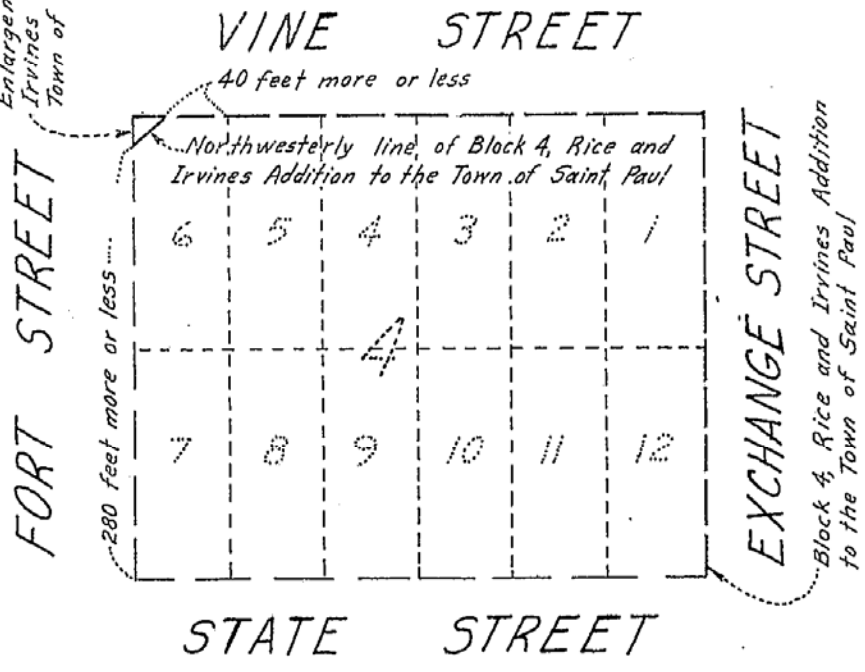 Enlargem
Irvines
Town of
VINE STREET
40 feet more or less
Northwesterly line of Block 4, Rice and
Irvines Addition to the Town of Saint Paul
FORT STREET
280 feet more or less
6 5 4 3 2 1
4
7 8 9 10 11 12
EXCHANGE STREET
Block 4, Rice and Irvines Addition
to the Town of Saint Paul
STATE STREET